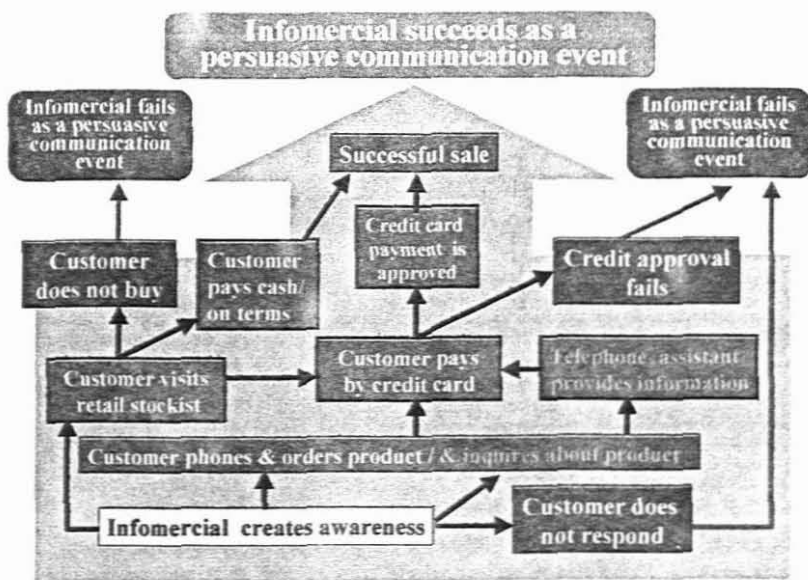 Infomercial succeeds as a
persuasive communication event
Infomercial fails
as a persuasive
communication
event
Infomercial fails
as a persuasive
communication
event
Successful sale
Credit card
payment is
approved
Customer
does not buy
Customer
pays cash/
on terms
Credit approval
fails
Customer visits
retail stockist
Customer pays
by credit card
Telephone assistant
provides information
Customer phones & orders product / & inquires about product
Infomercial creates awareness
Customer does
not respond